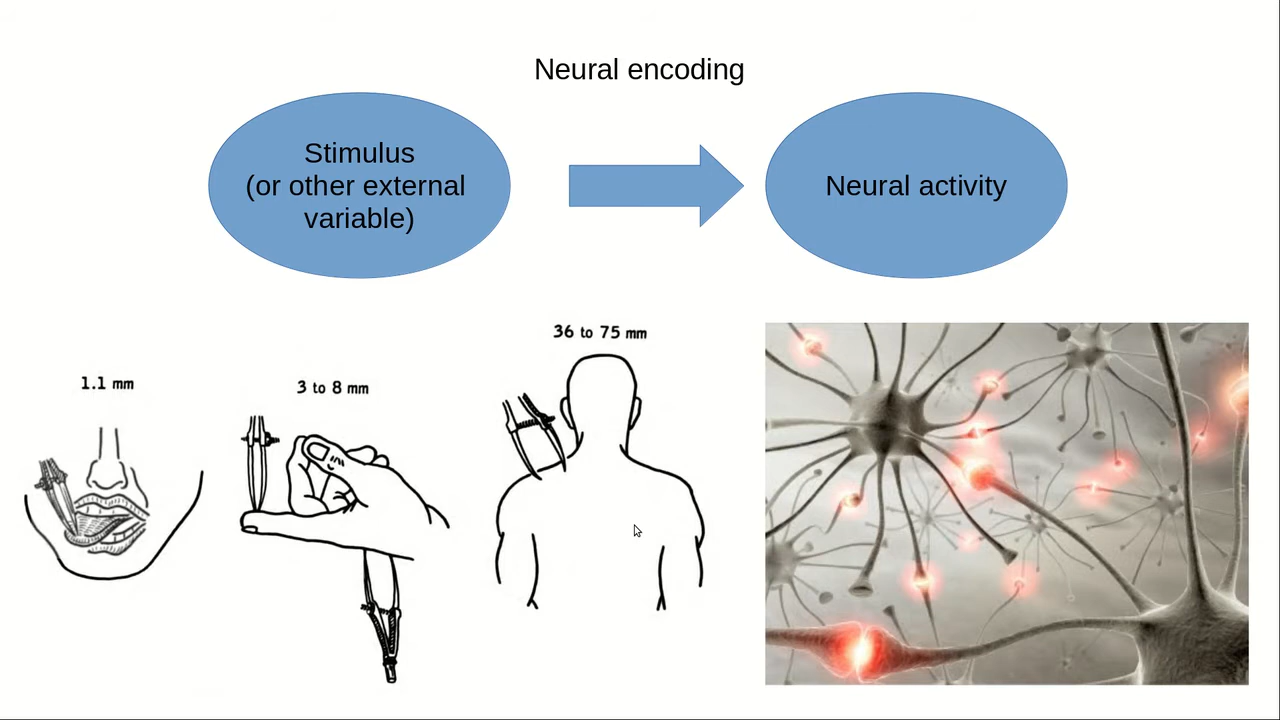 Neural encoding
Stimulus
(or other external
variable)
Neural activity
36 to 75 mm
1.1 mm
3 to 8 mm